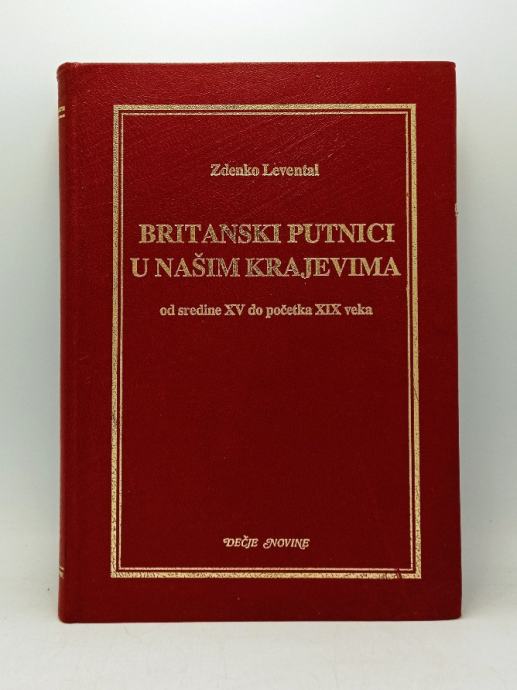 Zdenko Levental
BRITANSKI PUTNICI
U NAŠIM KRAJEVIMA
od sredine XV do početka XIX veka
DEČJE NOVINE